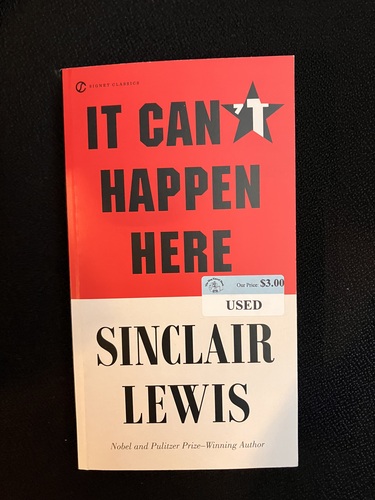 SIGNET CLASSICS
IT CAN'T
HAPPEN
HERE
Our Price: $3.00
USED
SINCLAIR
LEWIS
Nobel and Pulitzer Prize–Winning Author